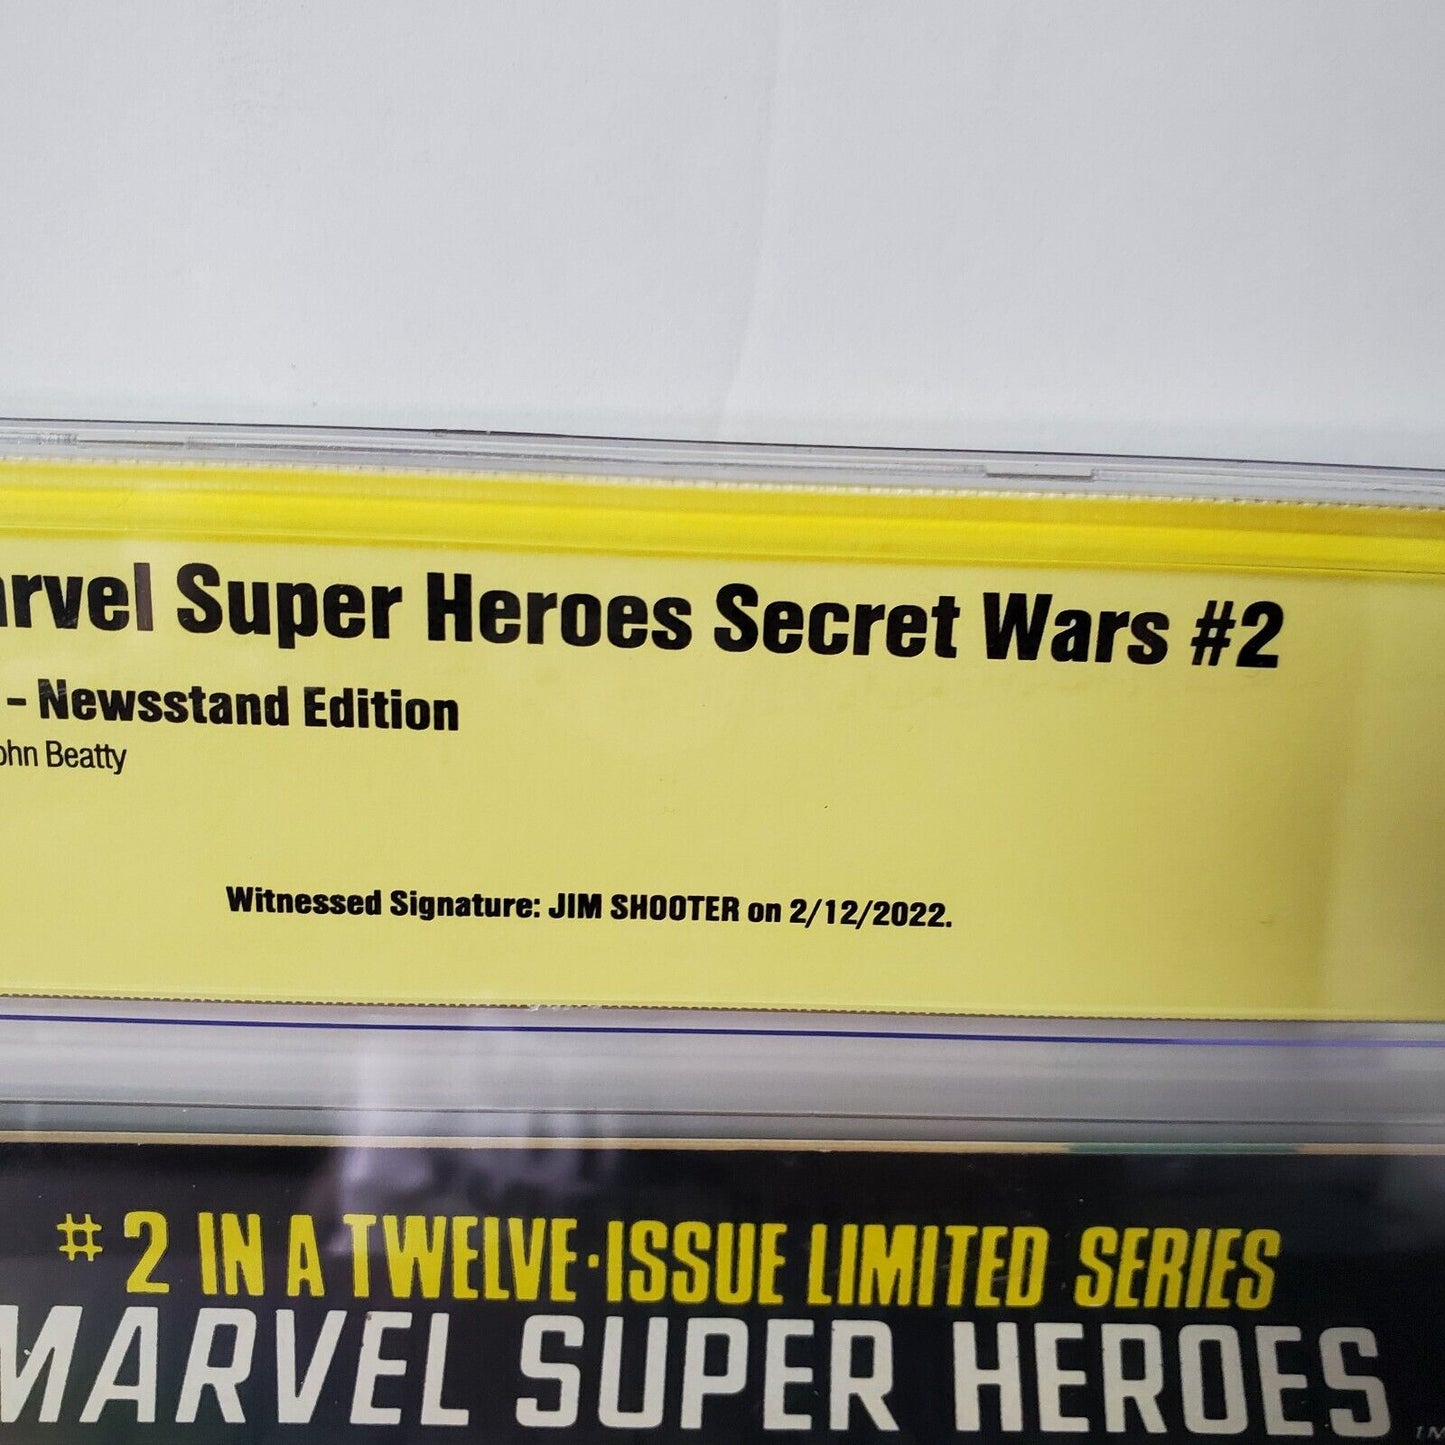 arvel Super Heroes Secret Wars #2
- Newsstand Edition
ohn Beatty
Witnessed Signature: JIM SHOOTER on 2/12/2022.
# 2 IN A TWELVE·ISSUE LIMITED SERIES
MARVEL SUPER HEROES